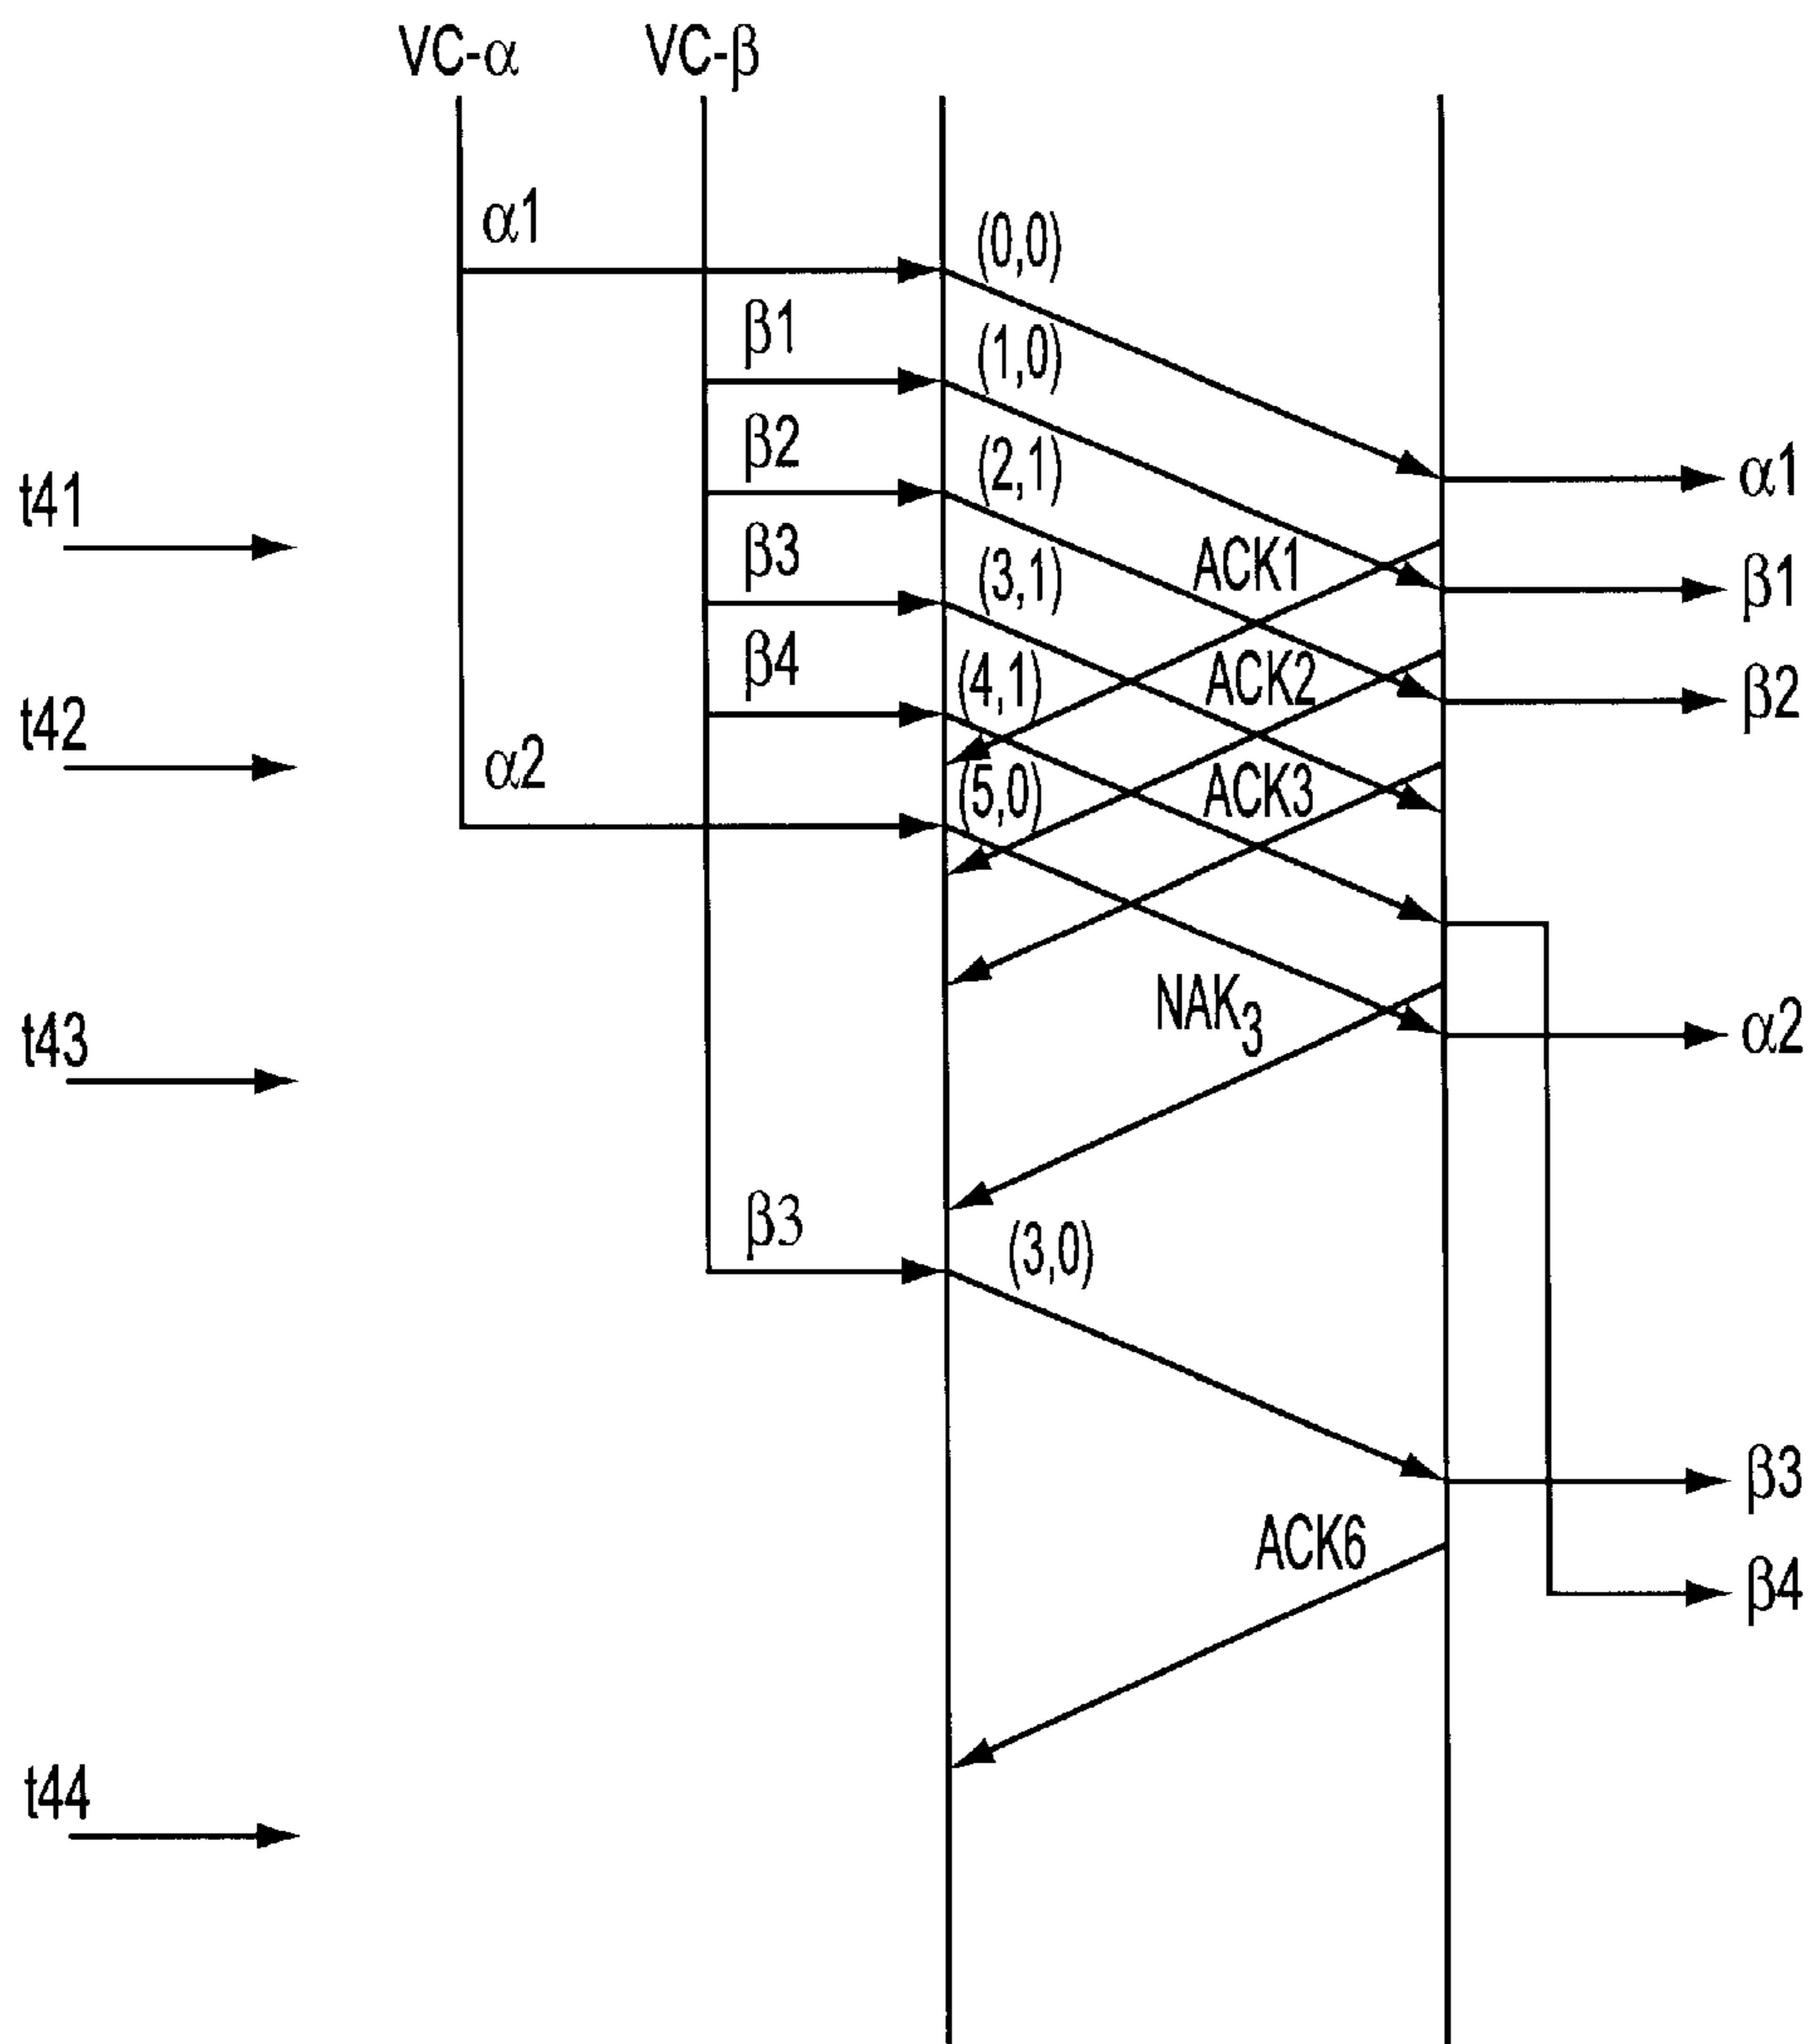 VC-α
VC-β
α1
(0,0)
β1
(1,0)
β2
(2,1)
α1
t41
β3
(3,1)
ACK1
β1
β4
(4,1)
ACK2
β2
t42
α2
(5,0)
ACK3
NAK3
α2
t43
β3
(3,0)
β3
ACK6
β4
t44